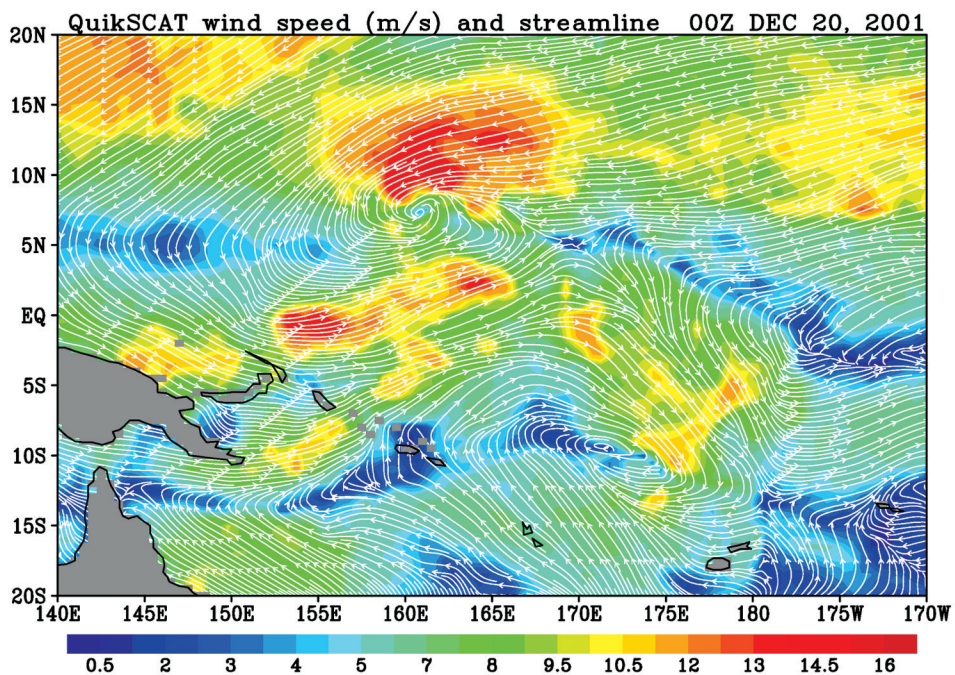 QuikSCAT wind speed (m/s) and streamline 00Z DEC 20, 2001
20N
15N
10N
5N
EQ
5S
10S
15S
20S
140E 145E 150E 155E 160E 165E 170E 175E 180 175W 170W
0.5 2 3 4 5 7 8 9.5 10.5 12 13 14.5 16